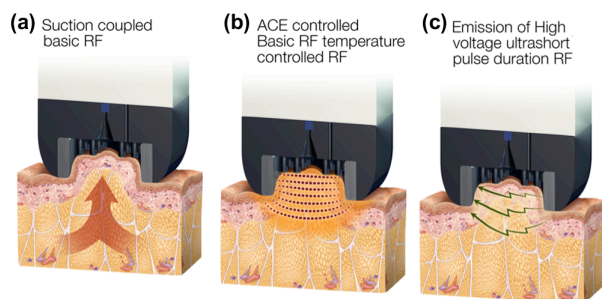 (a) Suction coupled
basic RF
(b) ACE controlled
Basic RF temperature
controlled RF
(c) Emission of High
voltage ultrashort
pulse duration RF